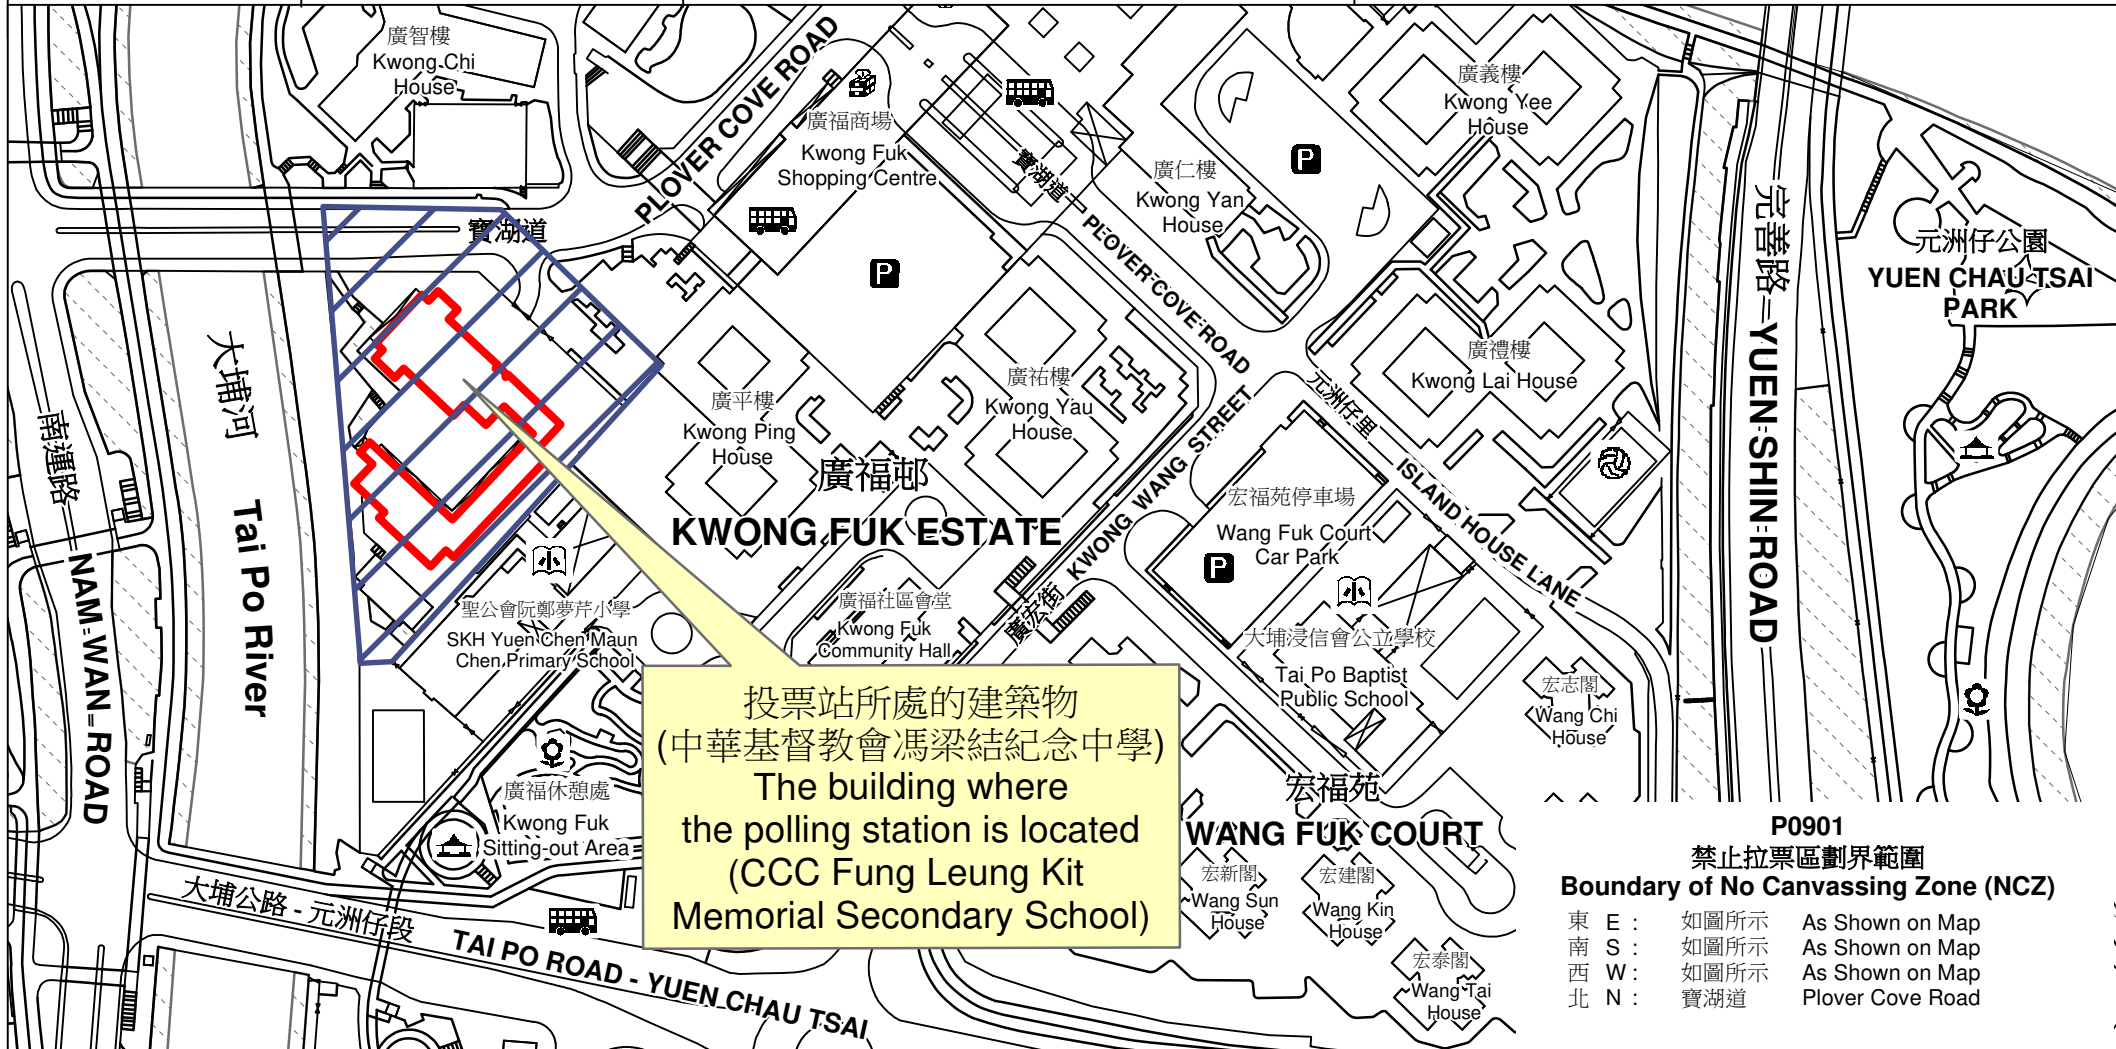 廣智樓
Kwong Chi
House
PLOVER COVE ROAD
寶湖道
廣福商場
Kwong Fuk
Shopping Centre
寶湖道
PLOVER COVE ROAD
廣仁樓
Kwong Yan
House
廣義樓
Kwong Yee
House
完善路
YUEN SHIN ROAD
元洲仔公園
YUEN CHAU TSAI
PARK
大埔河
Tai Po River
南運路
NAM WAN ROAD
廣平樓
Kwong Ping
House
廣祐樓
Kwong Yau
House
廣禮樓
Kwong Lai House
元洲仔里
ISLAND HOUSE LANE
廣福邨
KWONG FUK ESTATE
廣宏街
KWONG WANG STREET
宏福苑停車場
Wang Fuk Court
Car Park
聖公會阮鄭夢芹小學
SKH Yuen Chen Maun
Chen Primary School
廣福社區會堂
Kwong Fuk
Community Hall
大埔浸信會公立學校
Tai Po Baptist
Public School
宏志閣
Wang Chi
House
投票站所處的建築物
(中華基督教會馮梁結紀念中學)
The building where
the polling station is located
(CCC Fung Leung Kit
Memorial Secondary School)
廣福休憩處
Kwong Fuk
Sitting-out Area
宏福苑
WANG FUK COURT
宏新閣
Wang Sun
House
宏建閣
Wang Kin
House
宏泰閣
Wang Tai
House
大埔公路 - 元洲仔段
TAI PO ROAD - YUEN CHAU TSAI
P0901
禁止拉票區劃界範圍
Boundary of No Canvassing Zone (NCZ)
東 E : 如圖所示 As Shown on Map
南 S : 如圖所示 As Shown on Map
西 W : 如圖所示 As Shown on Map
北 N : 寶湖道 Plover Cove Road